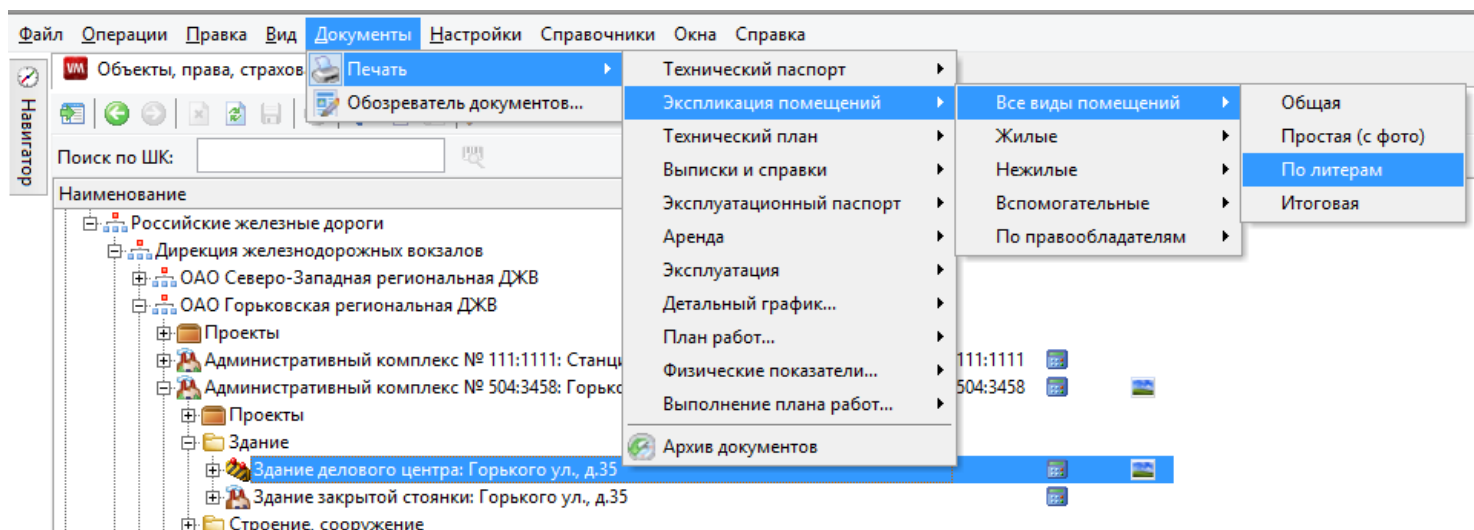 Файл Операции Правка Вид Документы Настройки Справочники Окна Справка
Навигатор
Объекты, права, страхов
Печать
Обозреватель документов...
Технический паспорт
Экспликация помещений
Технический план
Выписки и справки
Эксплуатационный паспорт
Аренда
Эксплуатация
Детальный график...
План работ...
Физические показатели...
Выполнение плана работ...
Архив документов
Все виды помещений
Жилые
Нежилые
Вспомогательные
По правообладателям
Общая
Простая (с фото)
По литерам
Итоговая
Поиск по ШК:
Наименование
Российские железные дороги
Дирекция железнодорожных вокзалов
ОАО Северо-Западная региональная ДЖВ
ОАО Горьковская региональная ДЖВ
Проекты
Административный комплекс № 111:1111: Станци 111:1111
Административный комплекс № 504:3458: Горько 504:3458
Проекты
Здание
Здание делового центра: Горького ул., д.35
Здание закрытой стоянки: Горького ул., д.35
Строение, сооружение